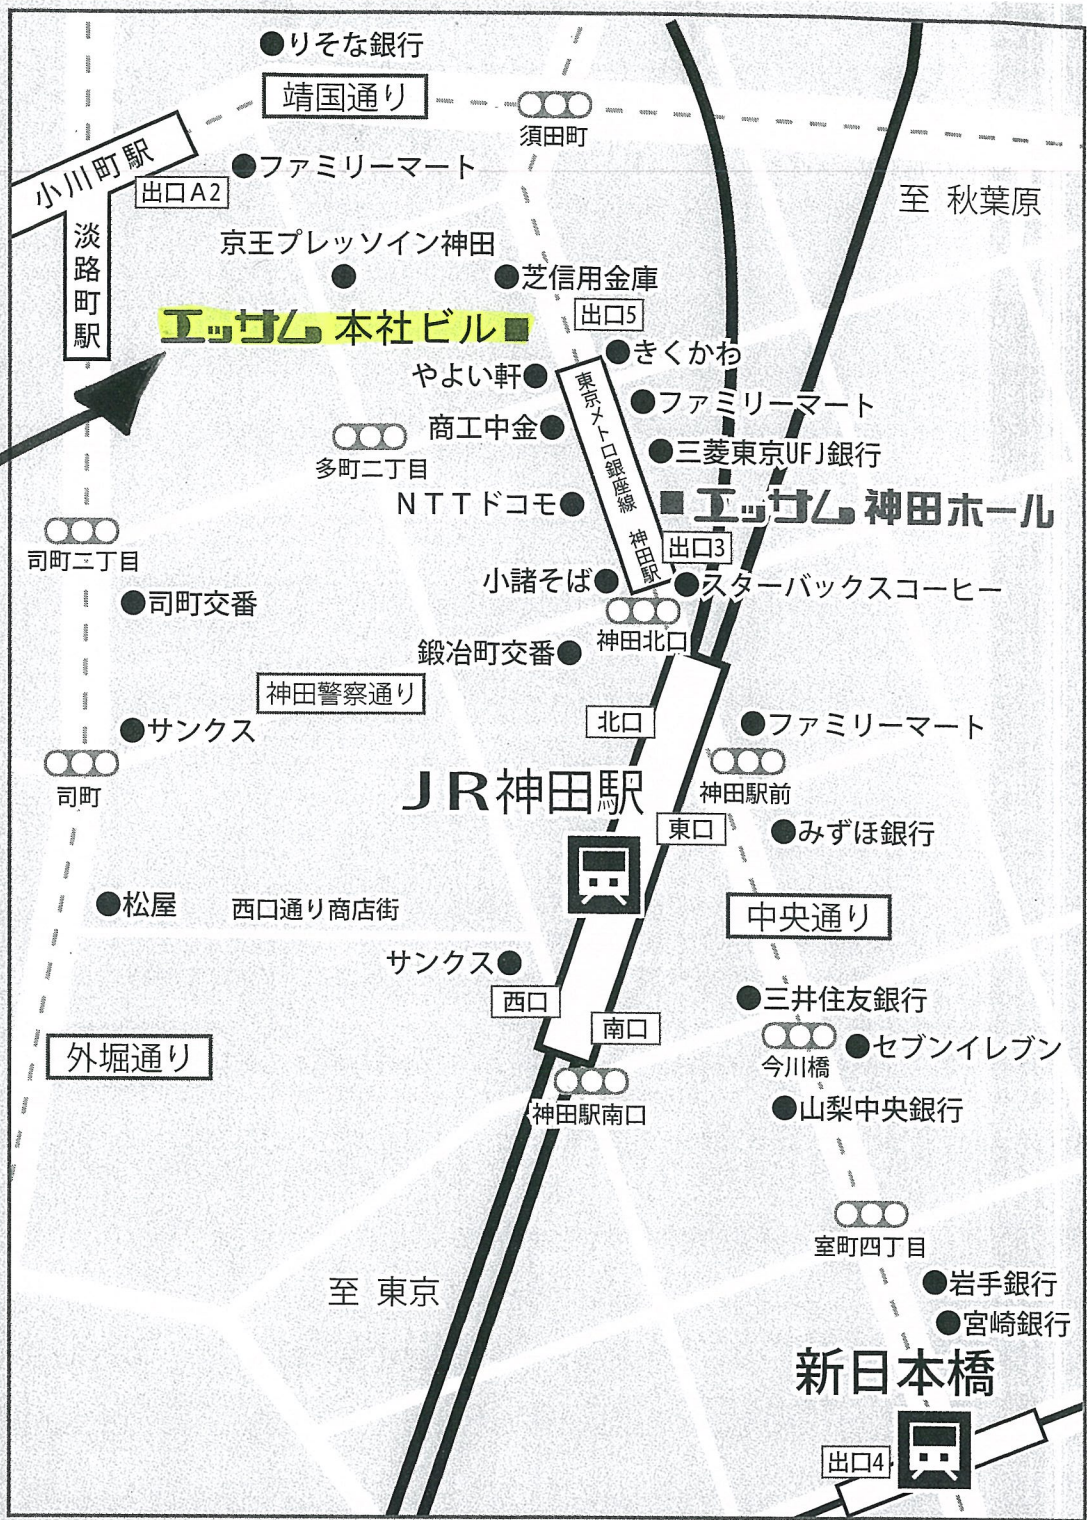 りそな銀行
靖国通り
須田町
小川町駅
出口A2
ファミリーマート
至 秋葉原
淡路町駅
京王プレッソイン神田
芝信用金庫
出口5
エッサム 本社ビル
きくかわ
やよい軒
東京メトロ銀座線 神田駅
ファミリーマート
商工中金
多町二丁目
三菱東京UFJ銀行
NTTドコモ
エッサム 神田ホール
司町二丁目
出口3
小諸そば
スターバックスコーヒー
司町交番
神田北口
鍛冶町交番
神田警察通り
北口
ファミリーマート
サンクス
司町
JR神田駅
神田駅前
東口
みずほ銀行
松屋
西口通り商店街
中央通り
サンクス
西口
三井住友銀行
南口
外堀通り
今川橋
セブンイレブン
神田駅南口
山梨中央銀行
室町四丁目
至 東京
岩手銀行
宮崎銀行
新日本橋
出口4